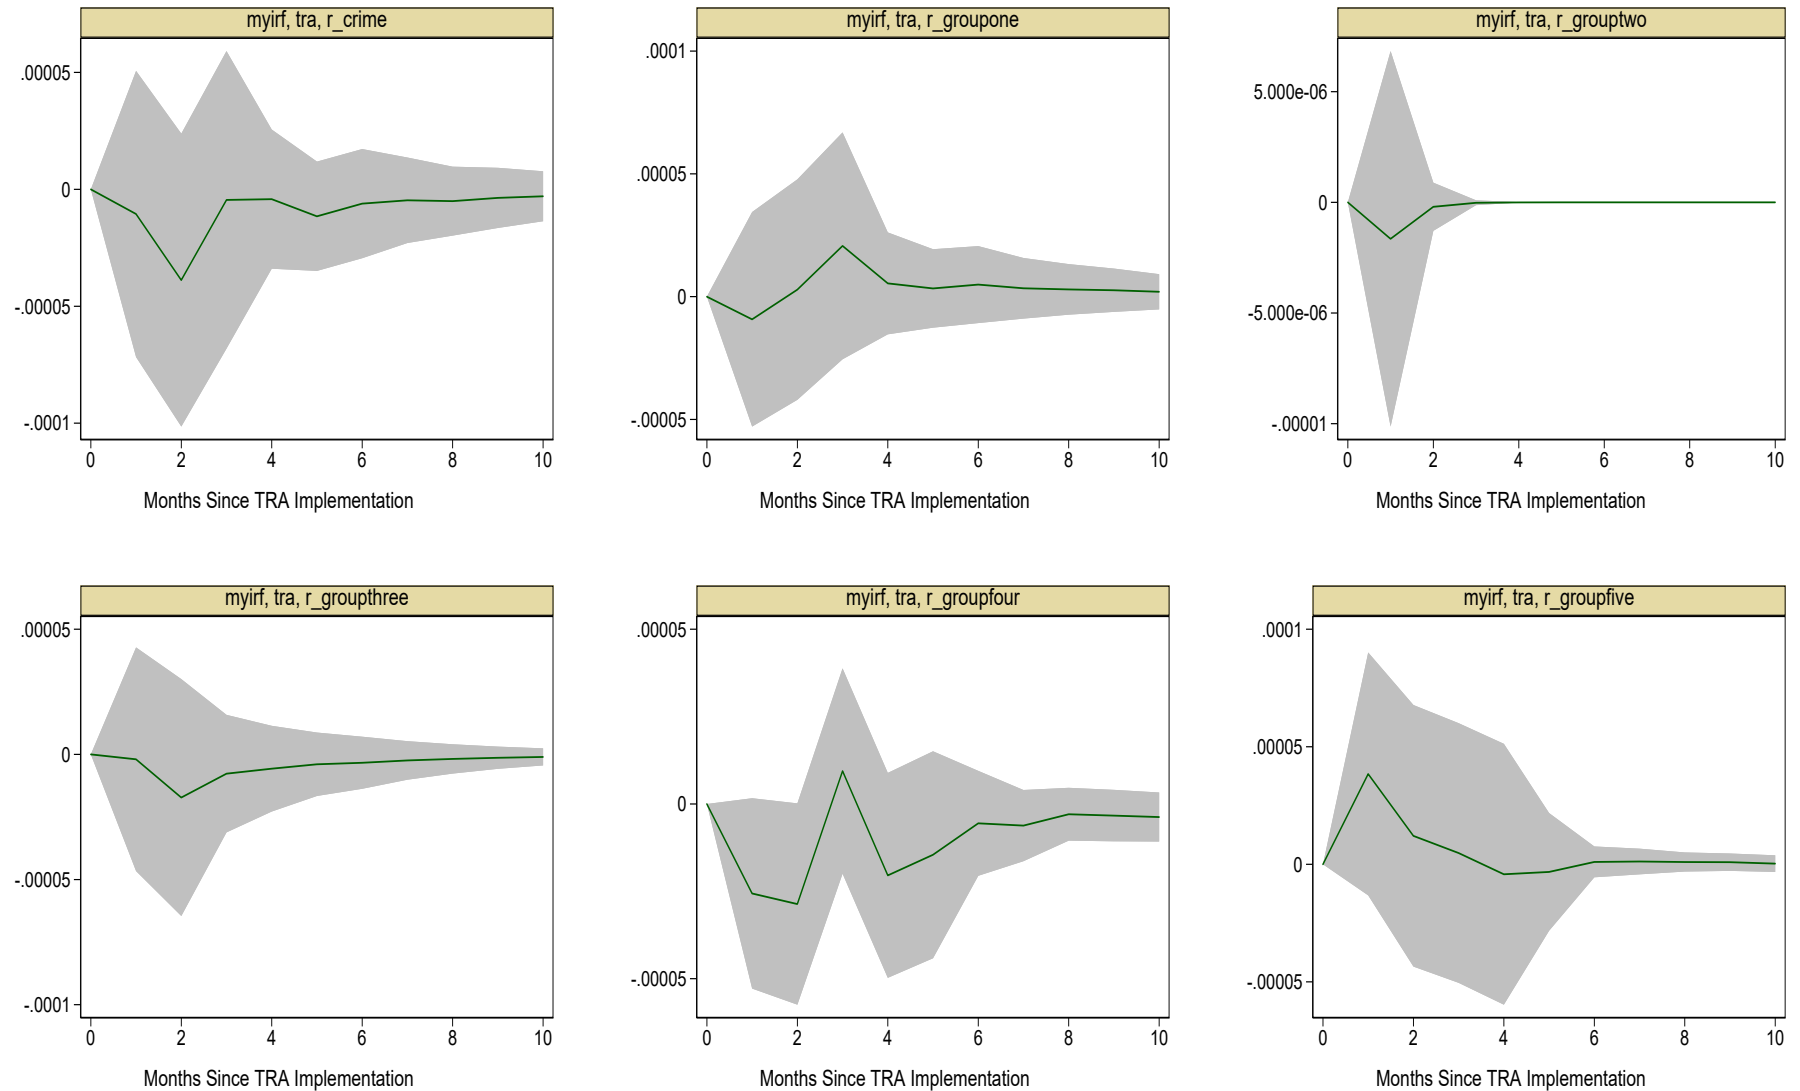 myirf, tra, r_crime
.00005
0
-.00005
-.0001
0 2 4 6 8 10
Months Since TRA Implementation
myirf, tra, r_groupone
.0001
.00005
0
-.00005
0 2 4 6 8 10
Months Since TRA Implementation
myirf, tra, r_grouptwo
5.000e-06
0
-5.000e-06
-.00001
0 2 4 6 8 10
Months Since TRA Implementation
myirf, tra, r_groupthree
.00005
0
-.00005
-.0001
0 2 4 6 8 10
Months Since TRA Implementation
myirf, tra, r_groupfour
.00005
0
-.00005
0 2 4 6 8 10
Months Since TRA Implementation
myirf, tra, r_groupfive
.0001
.00005
0
-.00005
0 2 4 6 8 10
Months Since TRA Implementation